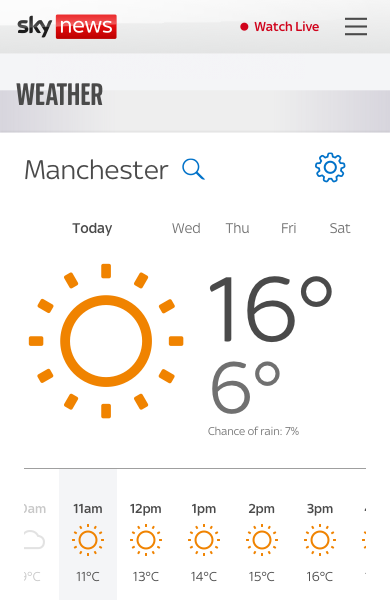 sky news
Watch Live
WEATHER
Manchester
Today Wed Thu Fri Sat
16°
6°
Chance of rain: 7%
11am 12pm 1pm 2pm 3pm
11°C 13°C 14°C 15°C 16°C